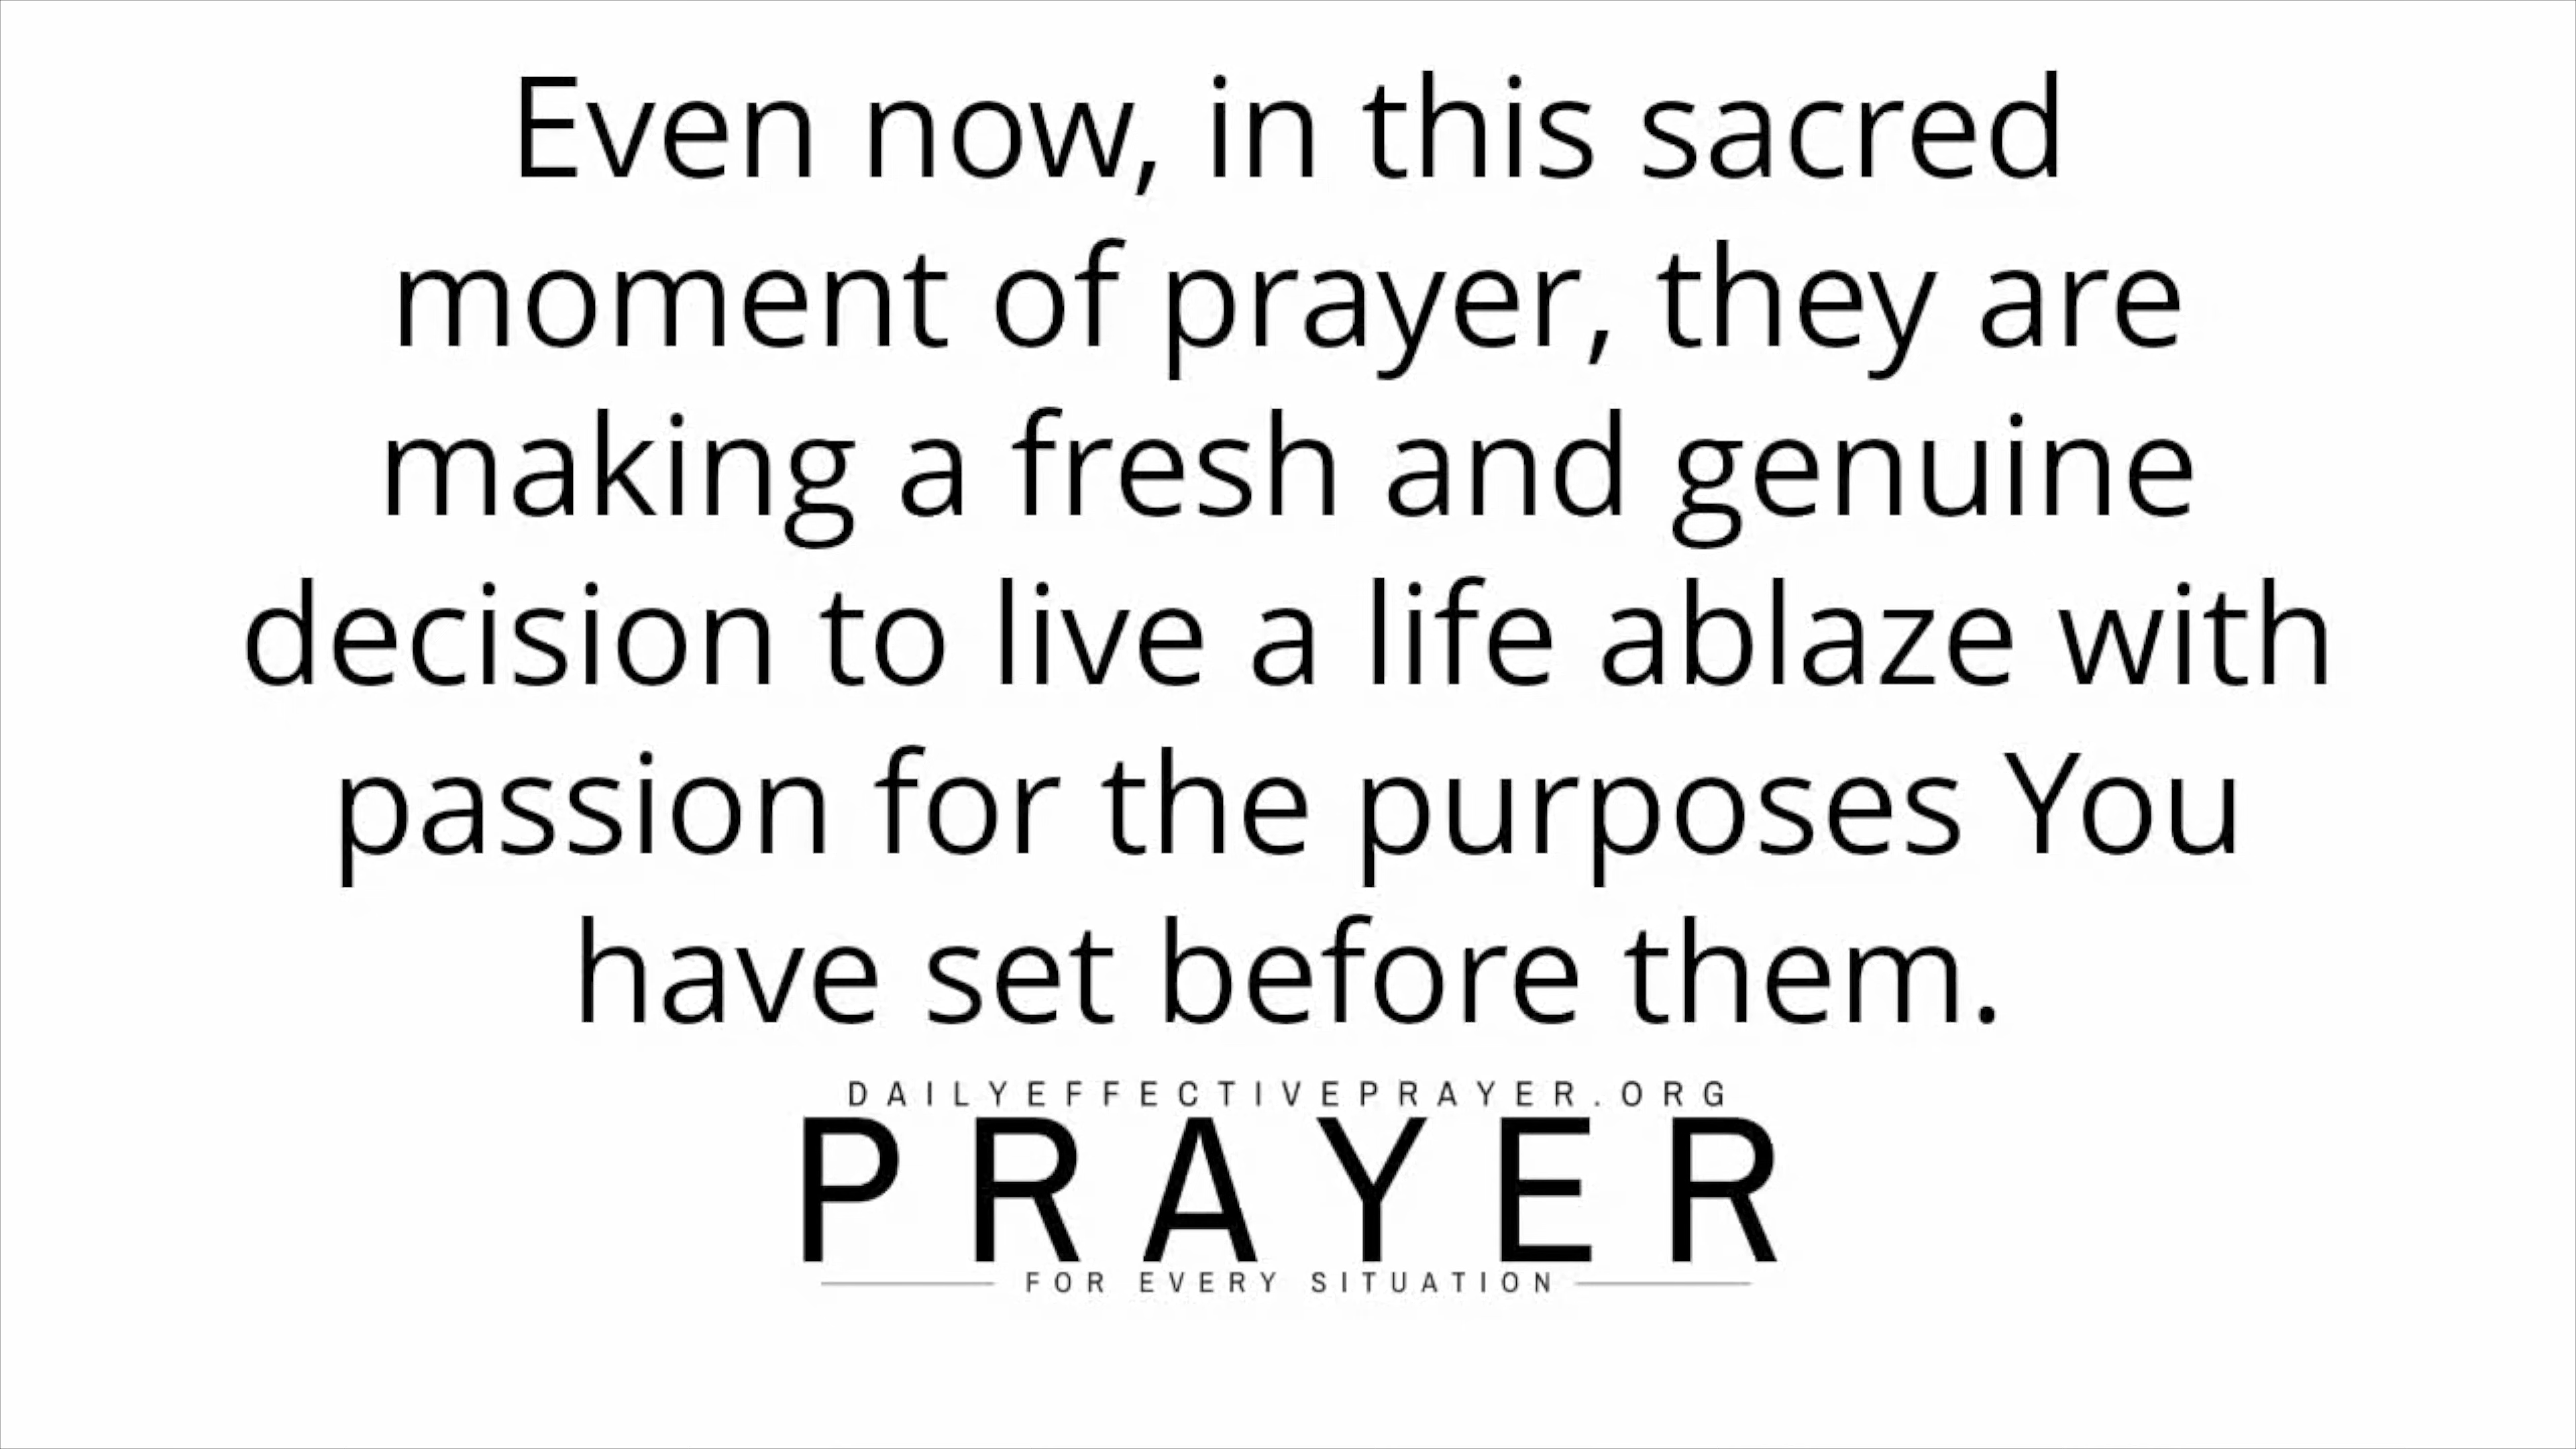 Even now, in this sacred
moment of prayer, they are
making a fresh and genuine
decision to live a life ablaze with
passion for the purposes You
have set before them.
DAILYEFFECTIVEPRAYER.ORG
PRAYER
FOR EVERY SITUATION